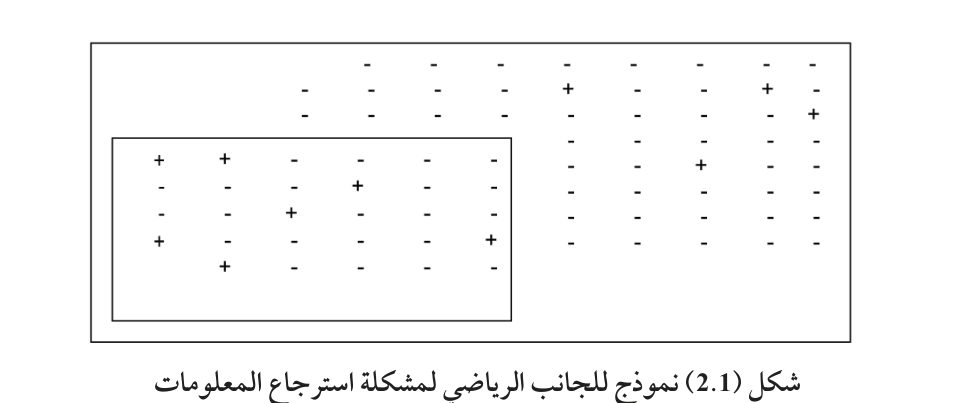 - - - - - - - -
- - - - + - - + -
- - - - - - - - +
- - - - -
+ + - - - - - - + - -
- - - + - - - - - - -
- - + - - - - - - - -
+ - - - - + - - - - -
+ - - - -
شكل (2.1) نموذج للجانب الرياضي لمشكلة استرجاع المعلومات